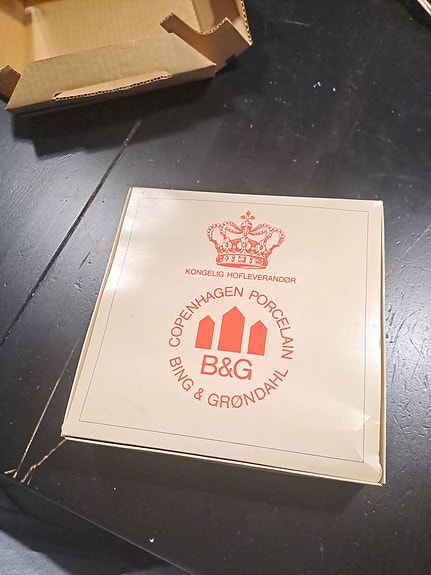 KONGELIG HOFLEVERANDØR
COPENHAGEN PORCELAIN
B&G
BING & GRØNDAHL